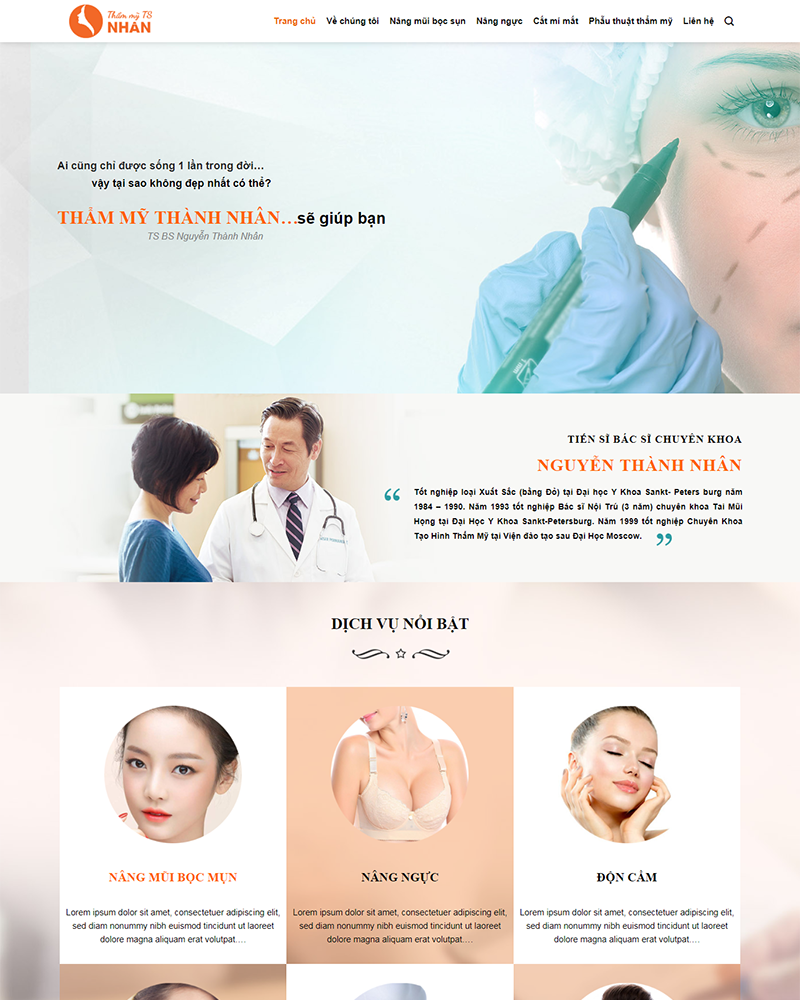 Thẩm mỹ TS
NHÂN
Trang chủ
Về chúng tôi
Nâng mũi bọc sụn
Nâng ngực
Cắt mí mắt
Phẫu thuật thẩm mỹ
Liên hệ
Ai cũng chỉ được sống 1 lần trong đời...
vậy tại sao không đẹp nhất có thể?
THẨM MỸ THÀNH NHÂN...sẽ giúp bạn
TS BS Nguyễn Thành Nhân
TIẾN SĨ BÁC SĨ CHUYÊN KHOA
NGUYỄN THÀNH NHÂN
“ Tốt nghiệp loại Xuất Sắc (bằng Đỏ) tại Đại học Y Khoa Sankt- Peters burg năm
1984 – 1990. Năm 1993 tốt nghiệp Bác sĩ Nội Trú (3 năm) chuyên khoa Tai Mũi
Họng tại Đại Học Y Khoa Sankt-Petersburg. Năm 1999 tốt nghiệp Chuyên Khoa
Tạo Hình Thẩm Mỹ tại Viện đào tạo sau Đại Học Moscow. ”
DỊCH VỤ NỔI BẬT
NÂNG MŨI BỌC MỤN
Lorem ipsum dolor sit amet, consectetuer adipiscing elit,
sed diam nonummy nibh euismod tincidunt ut laoreet
dolore magna aliquam erat volutpat....
NÂNG NGỰC
Lorem ipsum dolor sit amet, consectetuer adipiscing elit,
sed diam nonummy nibh euismod tincidunt ut laoreet
dolore magna aliquam erat volutpat....
ĐỘN CẰM
Lorem ipsum dolor sit amet, consectetuer adipiscing elit,
sed diam nonummy nibh euismod tincidunt ut laoreet
dolore magna aliquam erat volutpat....